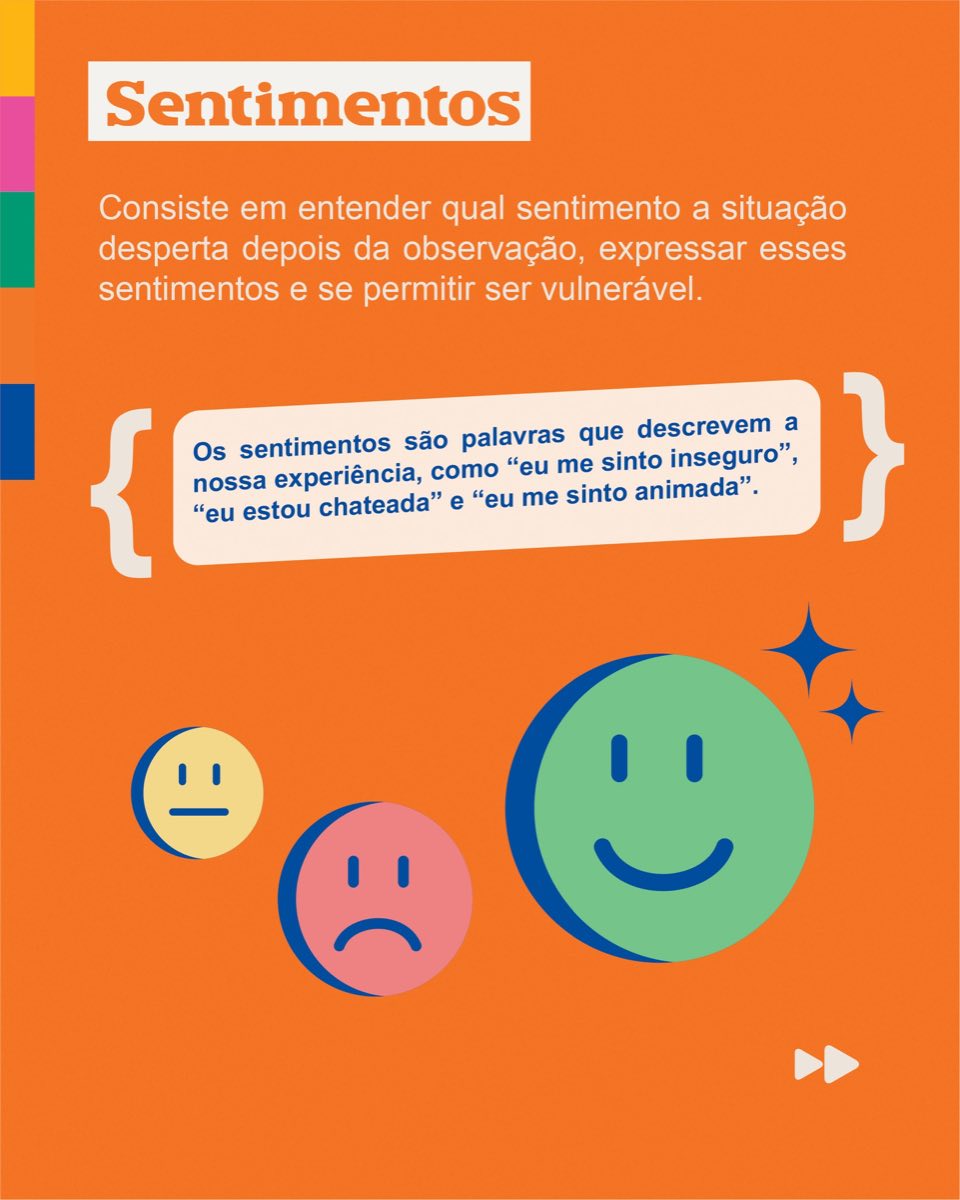 Sentimentos
Consiste em entender qual sentimento a situação
desperta depois da observação, expressar esses
sentimentos e se permitir ser vulnerável.
Os sentimentos são palavras que descrevem a
nossa experiência, como “eu me sinto inseguro”,
“eu estou chateada” e “eu me sinto animada”.